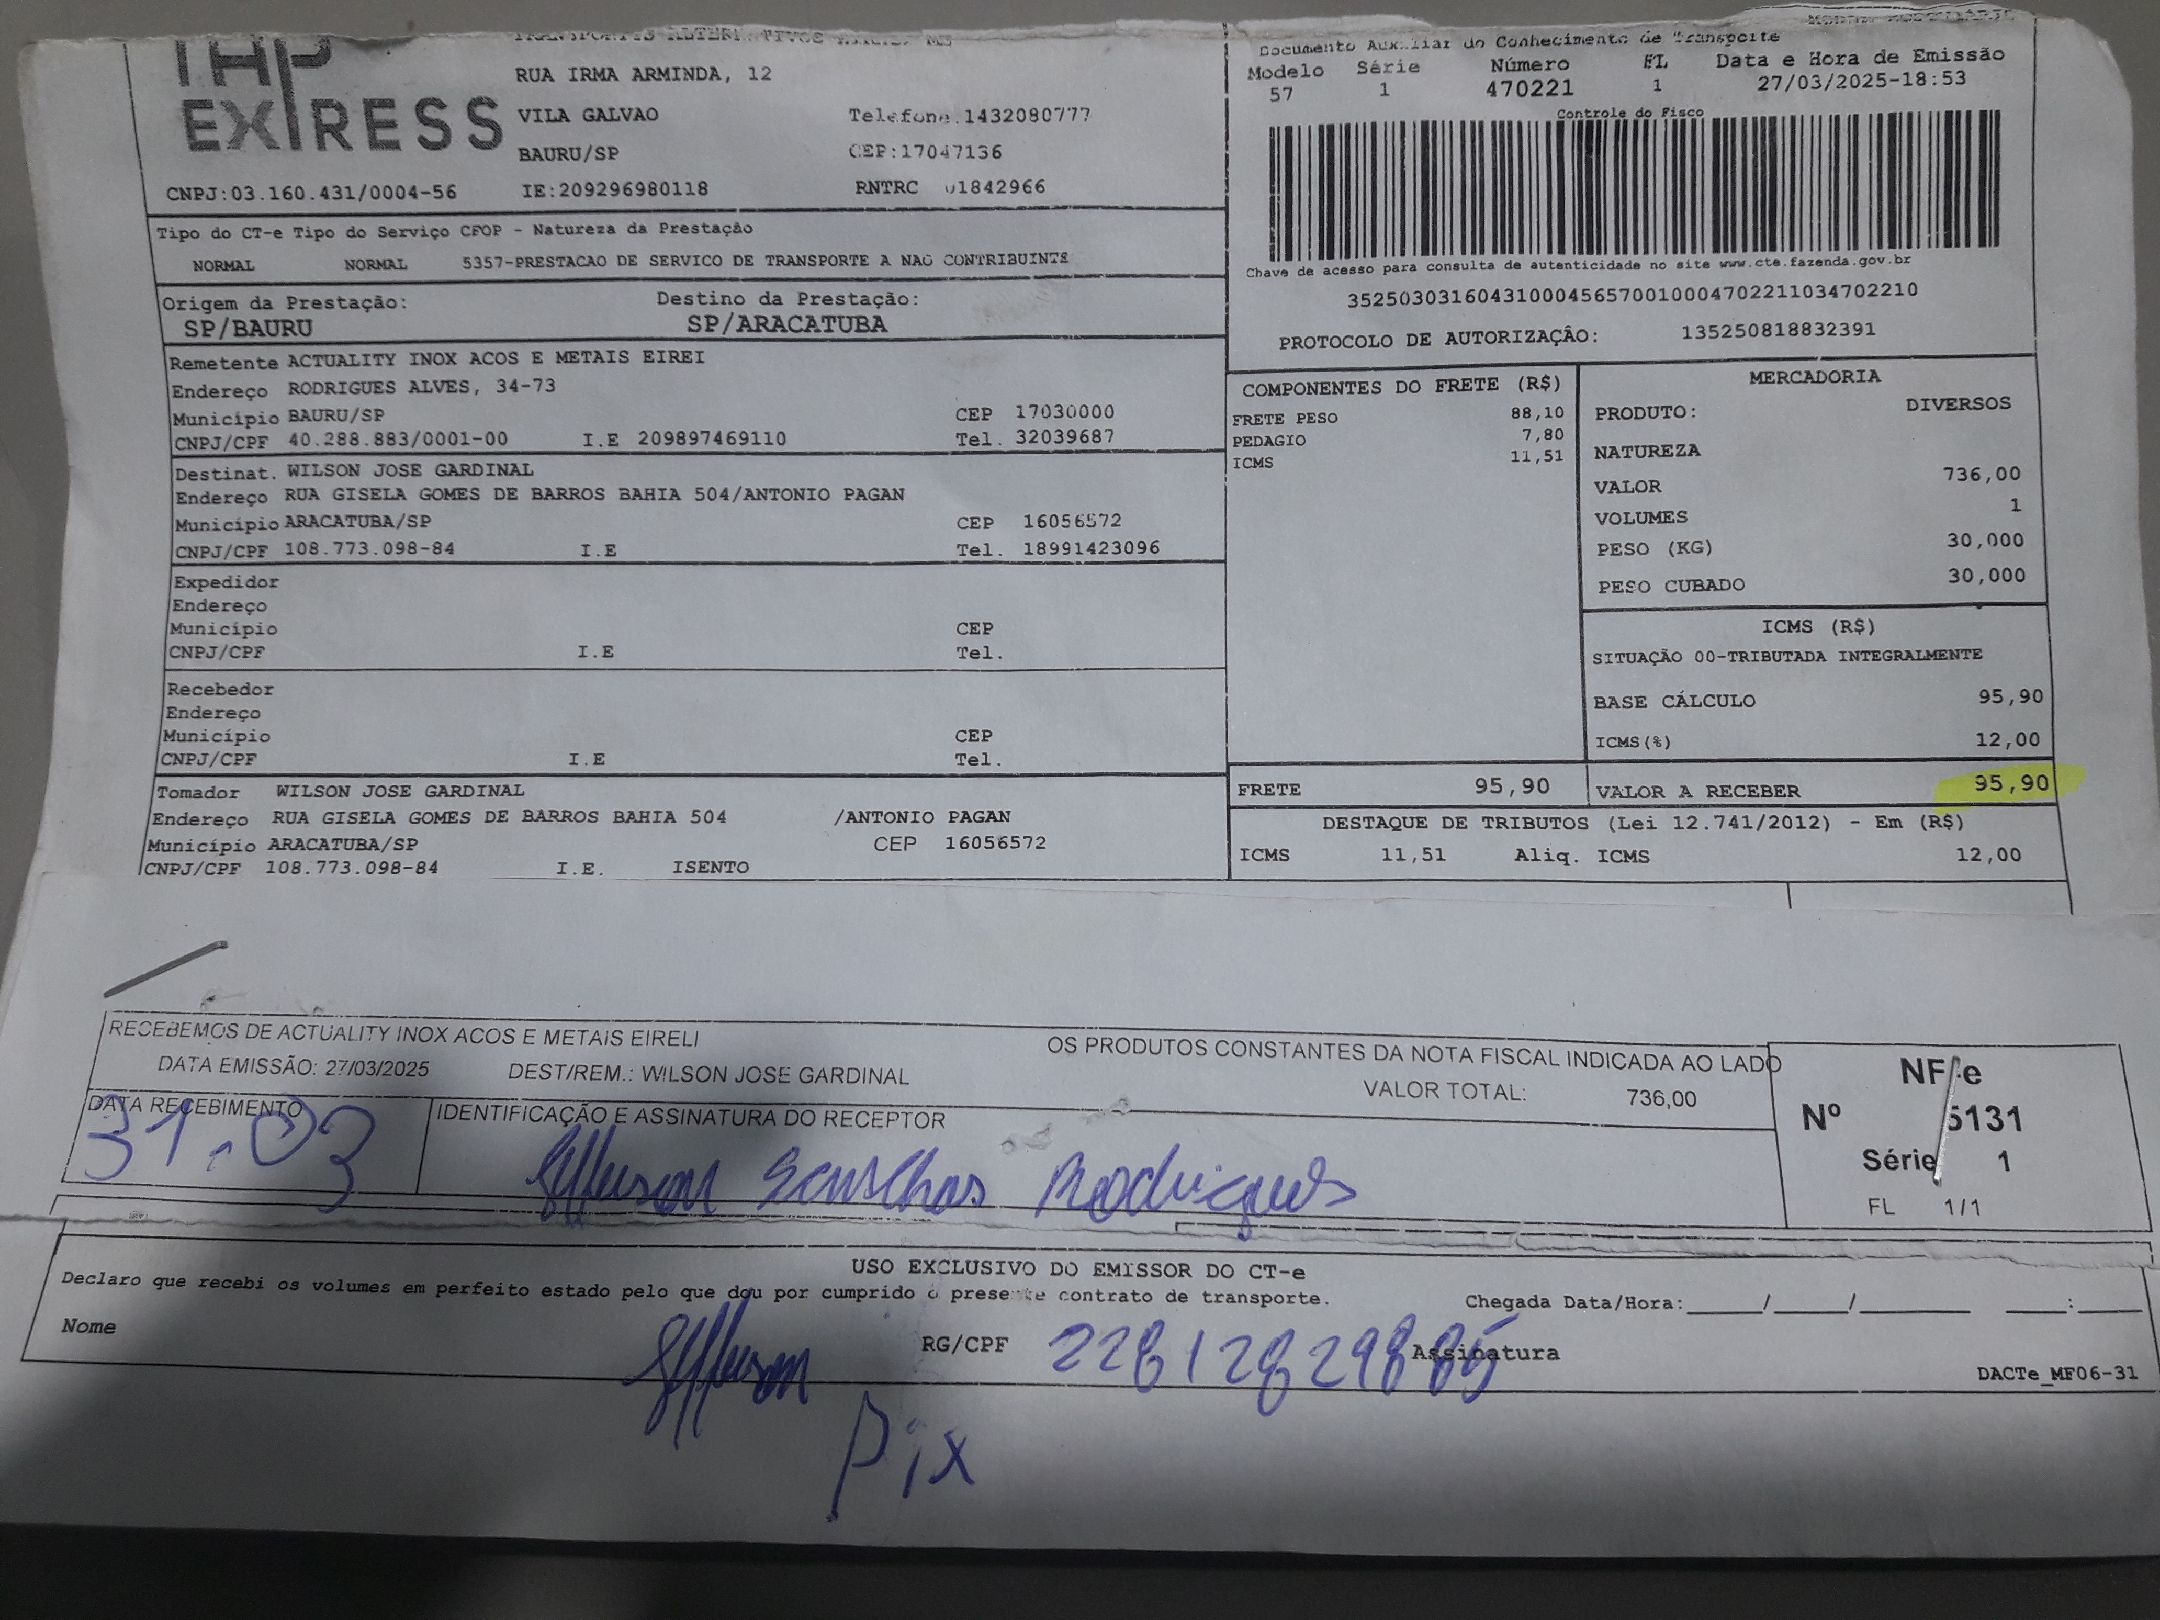 EXPRESS
RUA IRMA ARMINDA, 12
VILA GALVAO Telefone.1432080777
BAURU/SP CEP:17047136
CNPJ:03.160.431/0004-56 IE:209296980118 RNTRC 01842966
Documento Auxiliar do Conhecimento de Transporte
Modelo Série Número FL Data e Hora de Emissão
57 1 470221 1 27/03/2025-18:53
Controle do Fisco
Chave de acesso para consulta de autenticidade no site www.cte.fazenda.gov.br
35250303160431000456570010004702211034702210
PROTOCOLO DE AUTORIZAÇÂO: 135250818832391
Tipo do CT-e Tipo do Serviço CFOP - Natureza da Prestação
NORMAL NORMAL 5357-PRESTACAO DE SERVICO DE TRANSPORTE A NAO CONTRIBUINTE
Origem da Prestação: Destino da Prestação:
SP/BAURU SP/ARACATUBA
Remetente ACTUALITY INOX ACOS E METAIS EIREI
Endereço RODRIGUES ALVES, 34-73
Município BAURU/SP CEP 17030000
CNPJ/CPF 40.288.883/0001-00 I.E 209897469110 Tel. 32039687
Destinat. WILSON JOSE GARDINAL
Endereço RUA GISELA GOMES DE BARROS BAHIA 504/ANTONIO PAGAN
Município ARACATUBA/SP CEP 16056572
CNPJ/CPF 108.773.098-84 I.E Tel. 18991423096
Expedidor
Endereço
Município CEP
CNPJ/CPF I.E Tel.
Recebedor
Endereço
Município CEP
CNPJ/CPF I.E Tel.
Tomador WILSON JOSE GARDINAL
Endereço RUA GISELA GOMES DE BARROS BAHIA 504 /ANTONIO PAGAN
Município ARACATUBA/SP CEP 16056572
CNPJ/CPF 108.773.098-84 I.E. ISENTO
COMPONENTES DO FRETE (R$)
FRETE PESO 88,10
PEDAGIO 7,80
ICMS 11,51
MERCADORIA
PRODUTO: DIVERSOS
NATUREZA
VALOR 736,00
VOLUMES 1
PESO (KG) 30,000
PESO CUBADO 30,000
ICMS (R$)
SITUAÇÃO 00-TRIBUTADA INTEGRALMENTE
BASE CÁLCULO 95,90
ICMS(%) 12,00
FRETE 95,90 VALOR A RECEBER 95,90
DESTAQUE DE TRIBUTOS (Lei 12.741/2012) - Em (R$)
ICMS 11,51 Aliq. ICMS 12,00
RECEBEMOS DE ACTUALITY INOX ACOS E METAIS EIRELI OS PRODUTOS CONSTANTES DA NOTA FISCAL INDICADA AO LADO
DATA EMISSÃO: 27/03/2025 DEST/REM.: WILSON JOSE GARDINAL VALOR TOTAL: 736,00
DATA RECEBIMENTO IDENTIFICAÇÃO E ASSINATURA DO RECEPTOR
31.03 Jefferson Rodrigues
NF-e
Nº 5131
Série 1
FL 1/1
USO EXCLUSIVO DO EMISSOR DO CT-e
Declaro que recebi os volumes em perfeito estado pelo que dou por cumprido o presente contrato de transporte. Chegada Data/Hora:_____/_____/_______ ____:____
Nome Jefferson RG/CPF 22812829885 Assinatura
DACTe_MF06-31
Pix